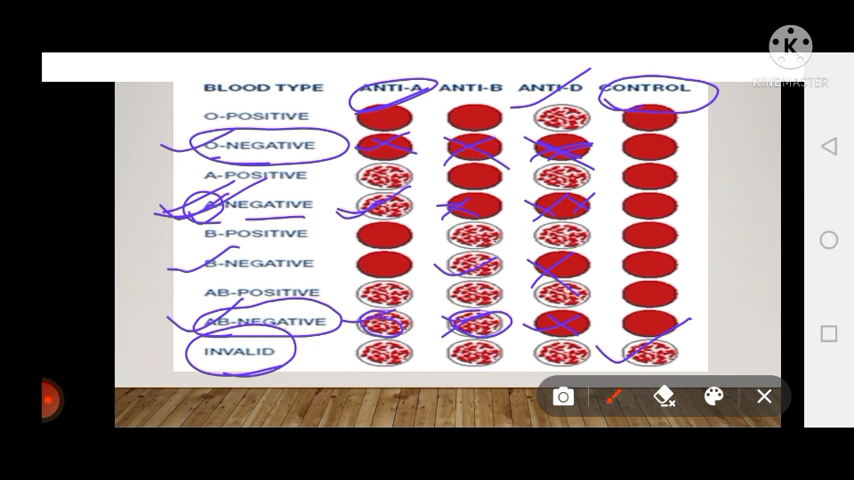 K
KINEMASTER
BLOOD TYPE ANTI-A ANTI-B ANTI-D CONTROL
O-POSITIVE
O-NEGATIVE
A-POSITIVE
A-NEGATIVE
B-POSITIVE
B-NEGATIVE
AB-POSITIVE
AB-NEGATIVE
INVALID